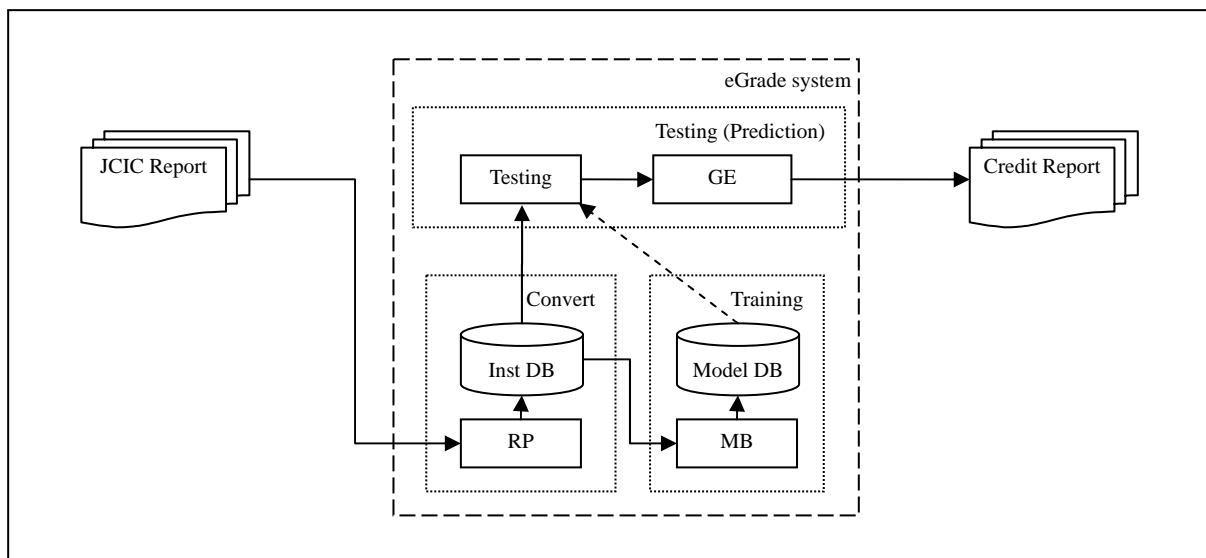 eGrade system
Testing (Prediction)
JCIC Report
Testing
GE
Credit Report
Convert
Training
Inst DB
Model DB
RP
MB